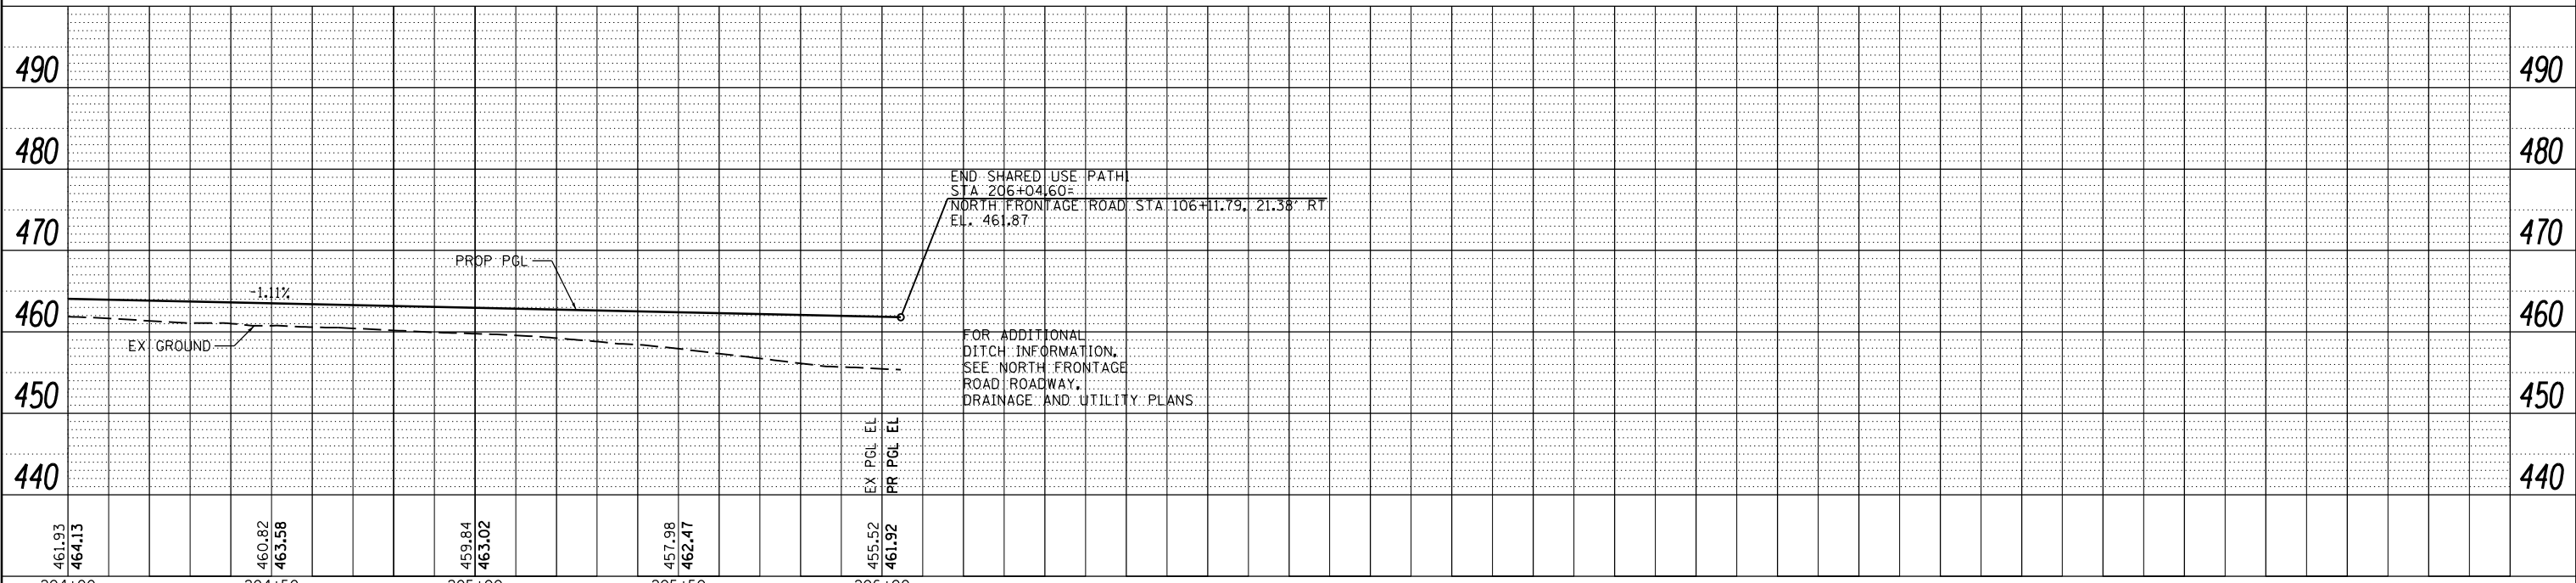 490
490
480
480
END SHARED USE PATH1
STA 206+04.60=
NORTH FRONTAGE ROAD STA 106+11.79, 21.38' RT
EL. 461.87
470
470
PROP PGL
-1.11%
460
460
EX GROUND
FOR ADDITIONAL
DITCH INFORMATION,
SEE NORTH FRONTAGE
ROAD ROADWAY,
DRAINAGE AND UTILITY PLANS
450
450
EX PGL EL
PR PGL EL
440
440
461.93
464.13
460.82
463.58
459.84
463.02
457.98
462.47
455.52
461.92